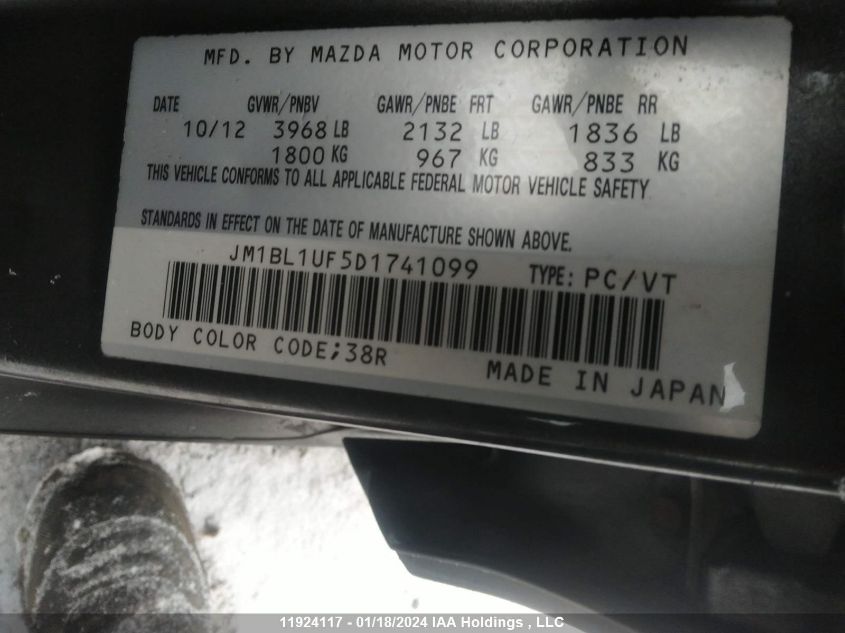 MFD. BY MAZDA MOTOR CORPORATION
DATE GVWR/PNBV GAWR/PNBE FRT GAWR/PNBE RR
10/12 3968 LB 2132 LB 1836 LB
1800 KG 967 KG 833 KG
THIS VEHICLE CONFORMS TO ALL APPLICABLE FEDERAL MOTOR VEHICLE SAFETY
STANDARDS IN EFFECT ON THE DATE OF MANUFACTURE SHOWN ABOVE.
JM1BL1UF5D1741099 TYPE: PC/VT
BODY COLOR CODE;38R
MADE IN JAPAN
11924117 - 01/18/2024 IAA Holdings , LLC